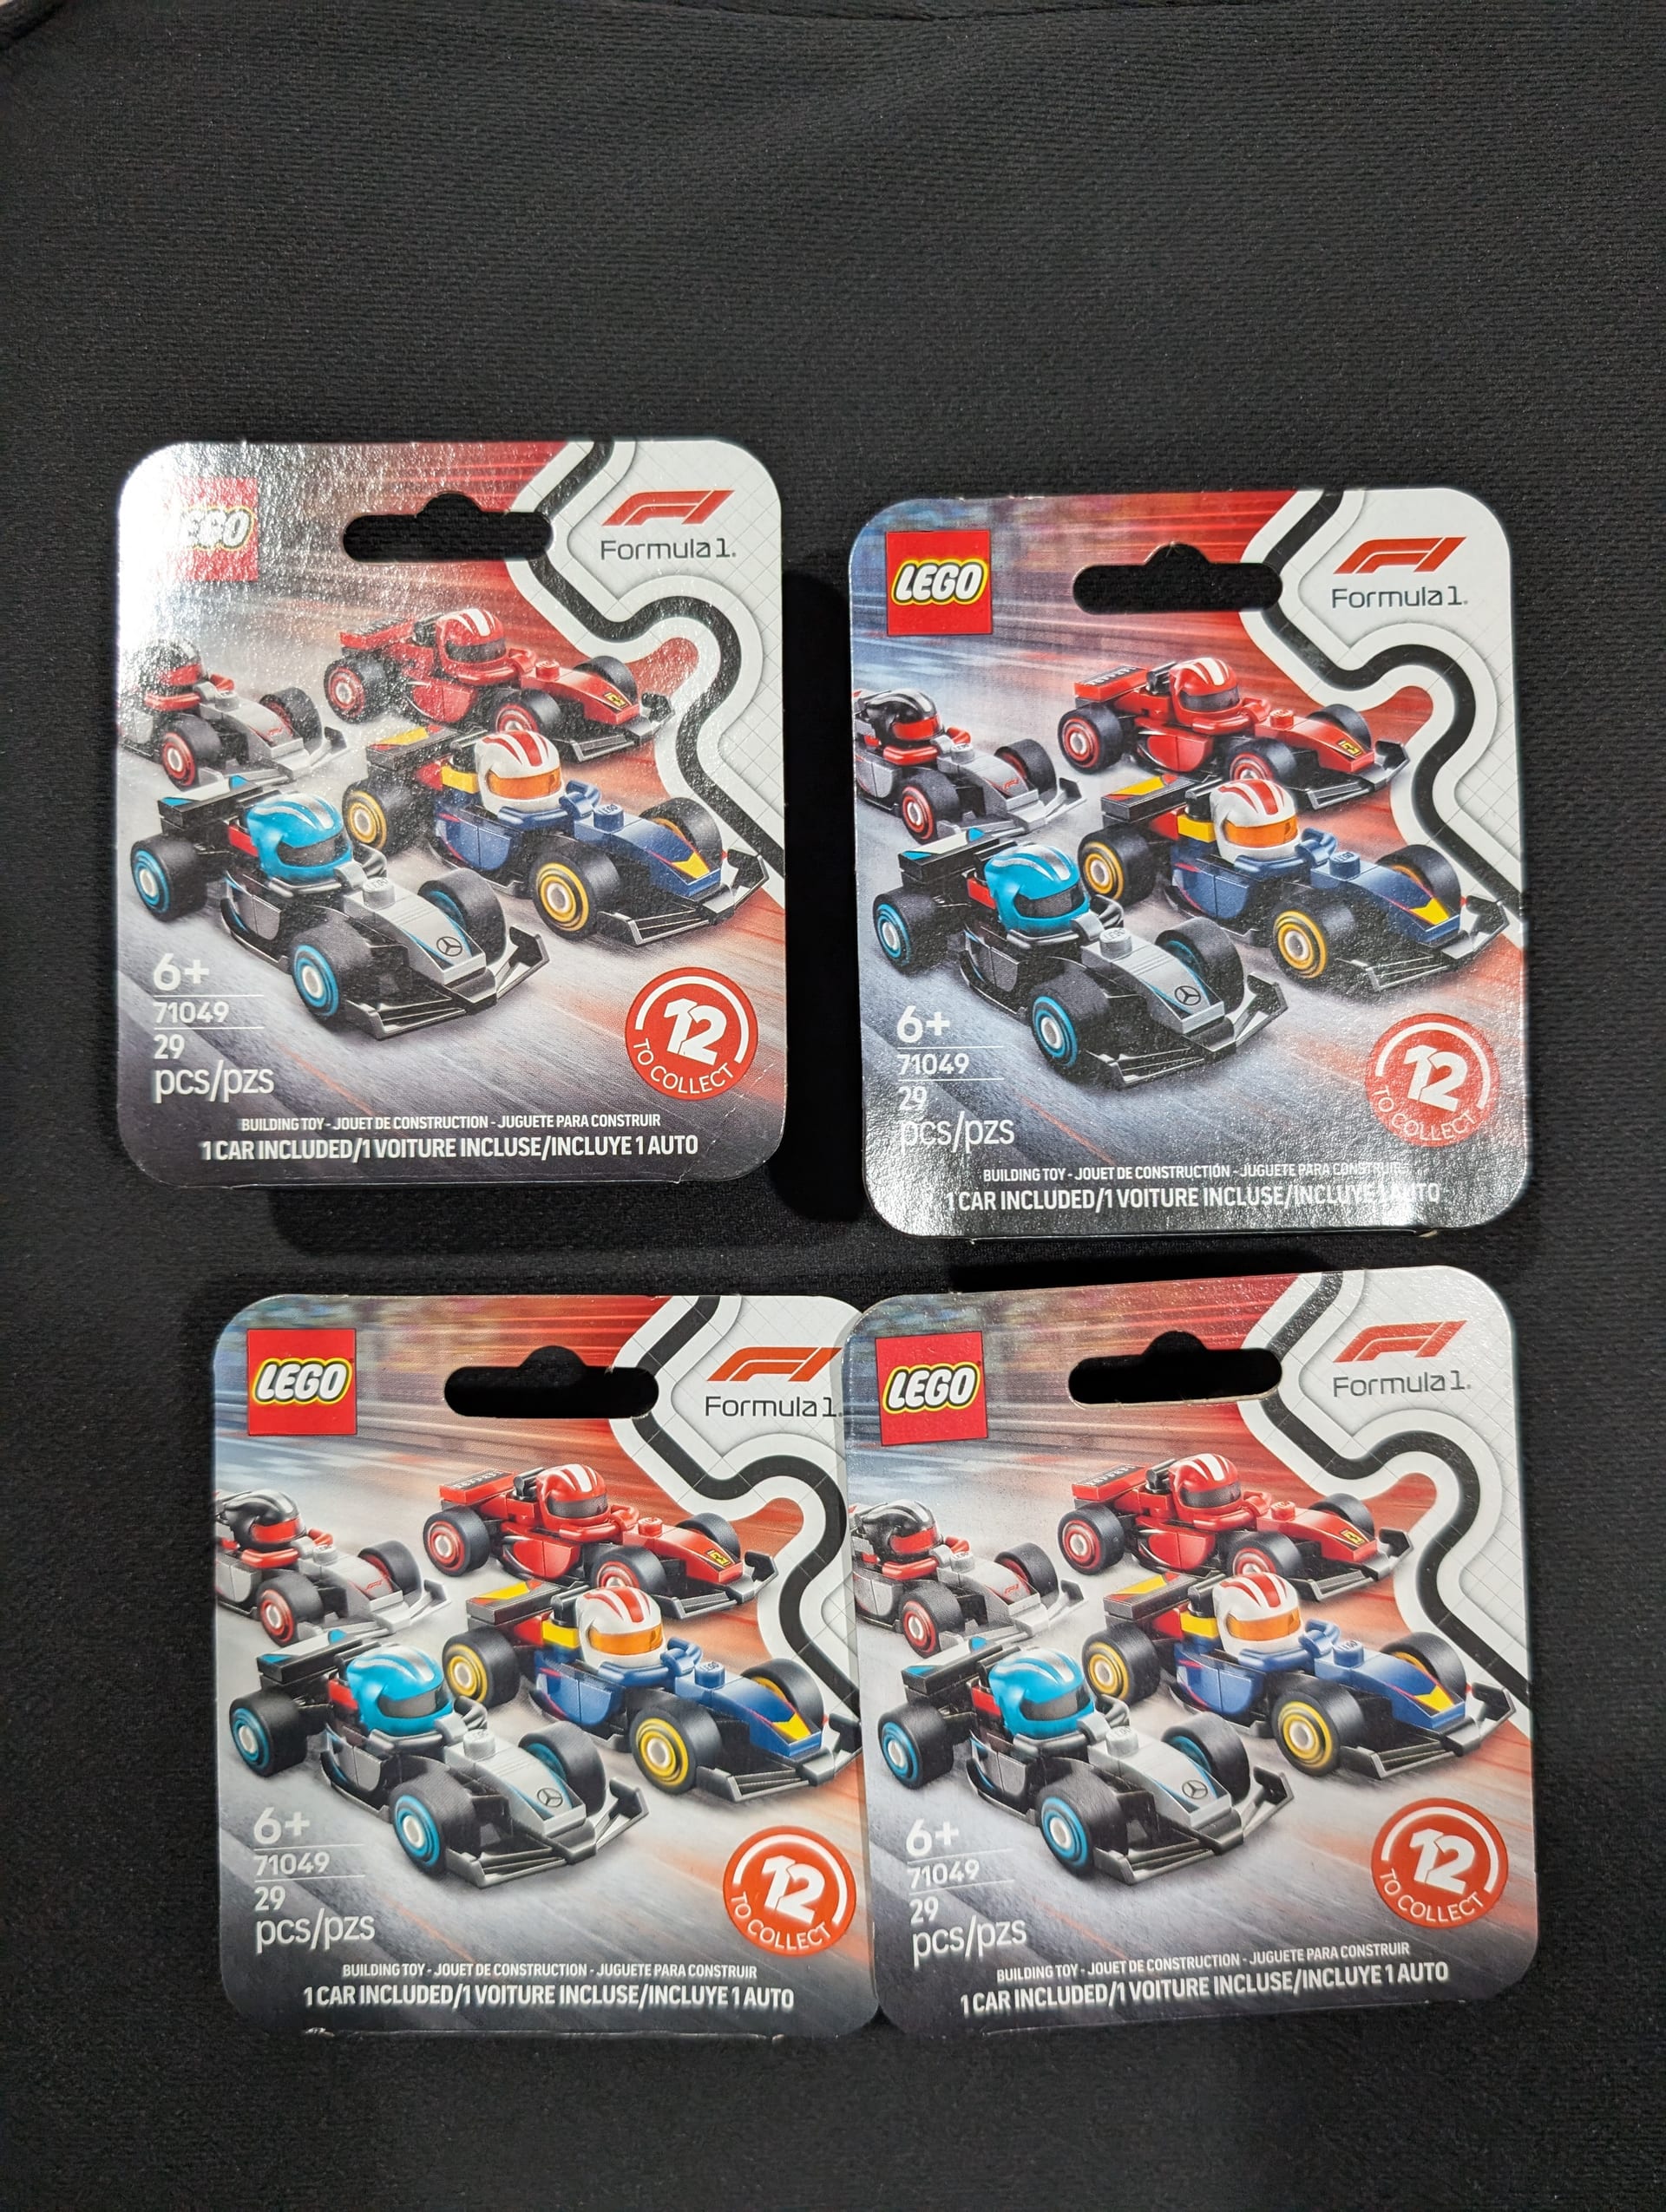 LEGO
F1
Formula 1.
6+
71049
29
pcs/pzs
12
TO COLLECT
BUILDING TOY - JOUET DE CONSTRUCTION - JUGUETE PARA CONSTRUIR
1 CAR INCLUDED/1 VOITURE INCLUSE/INCLUYE 1 AUTO
LEGO
F1
Formula 1.
6+
71049
29
pcs/pzs
12
TO COLLECT
BUILDING TOY - JOUET DE CONSTRUCTION - JUGUETE PARA CONSTRUIR
1 CAR INCLUDED/1 VOITURE INCLUSE/INCLUYE 1 AUTO
LEGO
F1
Formula 1.
6+
71049
29
pcs/pzs
12
TO COLLECT
BUILDING TOY - JOUET DE CONSTRUCTION - JUGUETE PARA CONSTRUIR
1 CAR INCLUDED/1 VOITURE INCLUSE/INCLUYE 1 AUTO
LEGO
F1
Formula 1.
6+
71049
29
pcs/pzs
12
TO COLLECT
BUILDING TOY - JOUET DE CONSTRUCTION - JUGUETE PARA CONSTRUIR
1 CAR INCLUDED/1 VOITURE INCLUSE/INCLUYE 1 AUTO